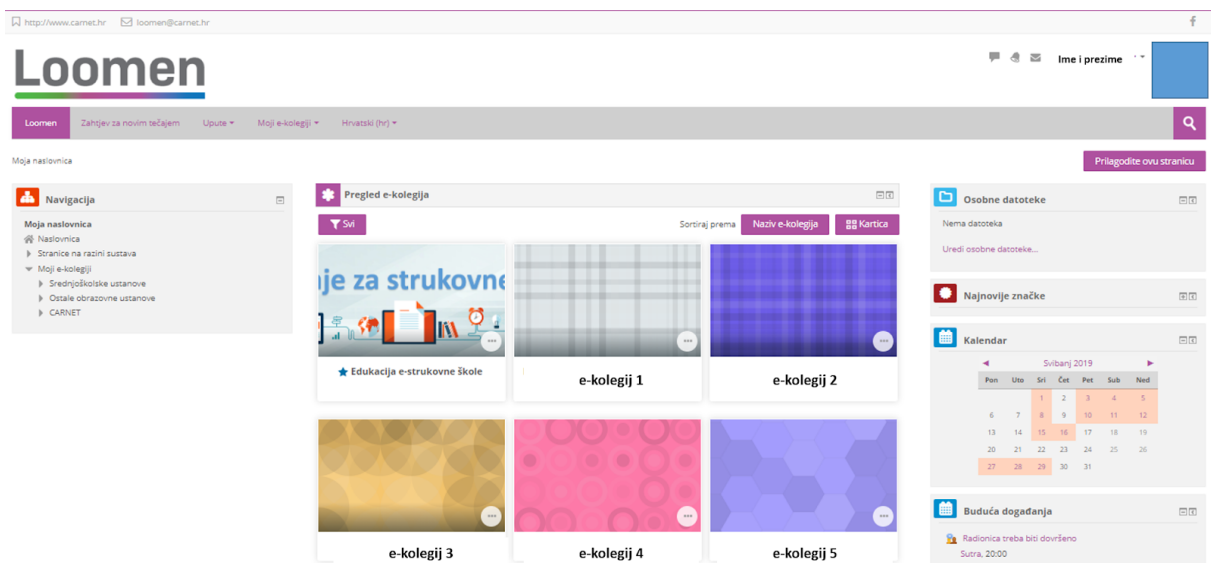 http://www.carnet.hr loomen@carnet.hr
Loomen
Ime i prezime
Loomen Zahtjev za novim tečajem Upute Moji e-kolegiji Hrvatski (hr)
Moja naslovnica
Prilagodite ovu stranicu
Navigacija
Moja naslovnica
Naslovnica
Stranice na razini sustava
Moji e-kolegiji
Srednjoškolske ustanove
Ostale obrazovne ustanove
CARNET
Pregled e-kolegija
Svi
Sortiraj prema Naziv e-kolegija Kartica
je za strukovne
Edukacija e-strukovne škole
e-kolegij 1
e-kolegij 2
e-kolegij 3
e-kolegij 4
e-kolegij 5
Osobne datoteke
Nema datoteka
Uredi osobne datoteke...
Najnovije značke
Kalendar
Svibanj 2019
Pon Uto Sri Čet Pet Sub Ned
1 2 3 4 5
6 7 8 9 10 11 12
13 14 15 16 17 18 19
20 21 22 23 24 25 26
27 28 29 30 31
Buduća događanja
Radionica treba biti dovršeno
Sutra, 20:00